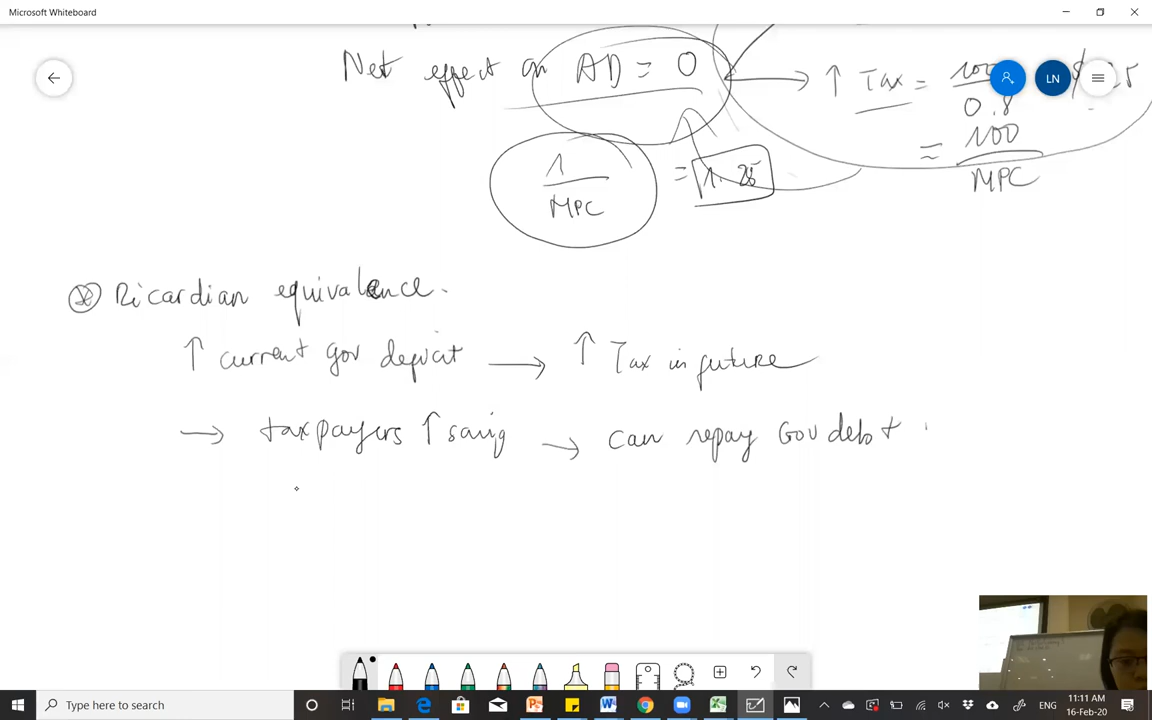 Microsoft Whiteboard
Net effect on AD = 0 → ↑ Tax = 100 / 0.8
= 100 / MPC
1 / MPC = 1.25
LN
⊛ Ricardian equivalence.
↑ current gov deficit → ↑ Tax in future
→ taxpayers ↑ saving → can repay Gov debt
Type here to search
ENG
11:11 AM
16-Feb-20